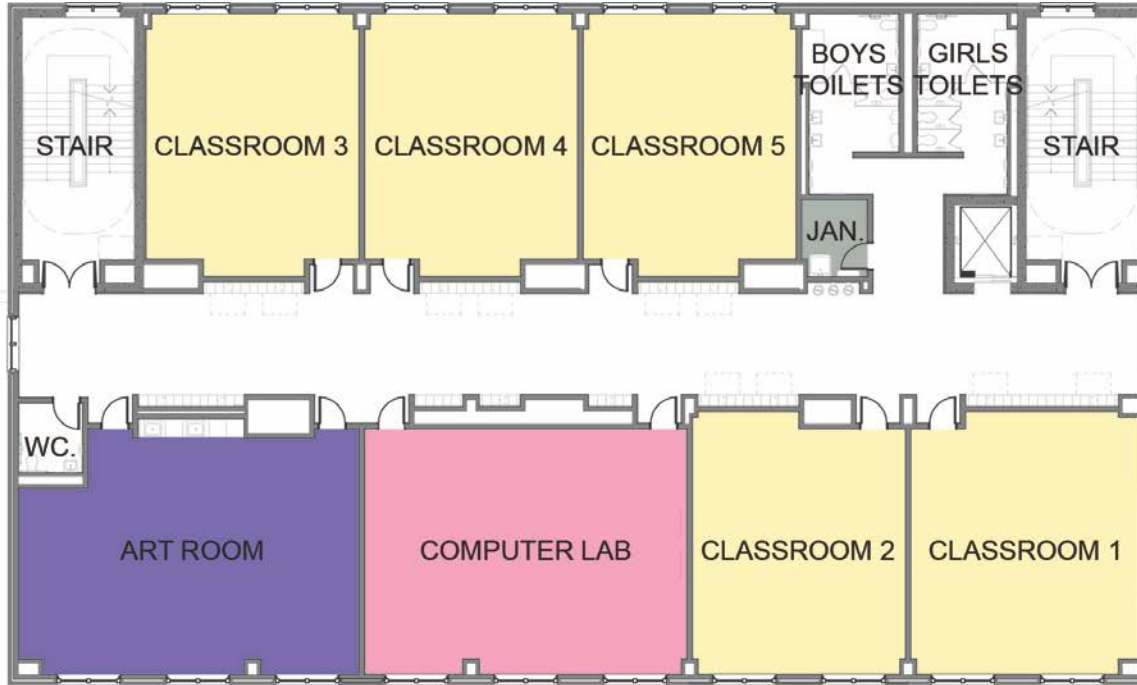 BOYS
TOILETS
GIRLS
TOILETS
STAIR
CLASSROOM 3
CLASSROOM 4
CLASSROOM 5
STAIR
JAN.
WC.
ART ROOM
COMPUTER LAB
CLASSROOM 2
CLASSROOM 1